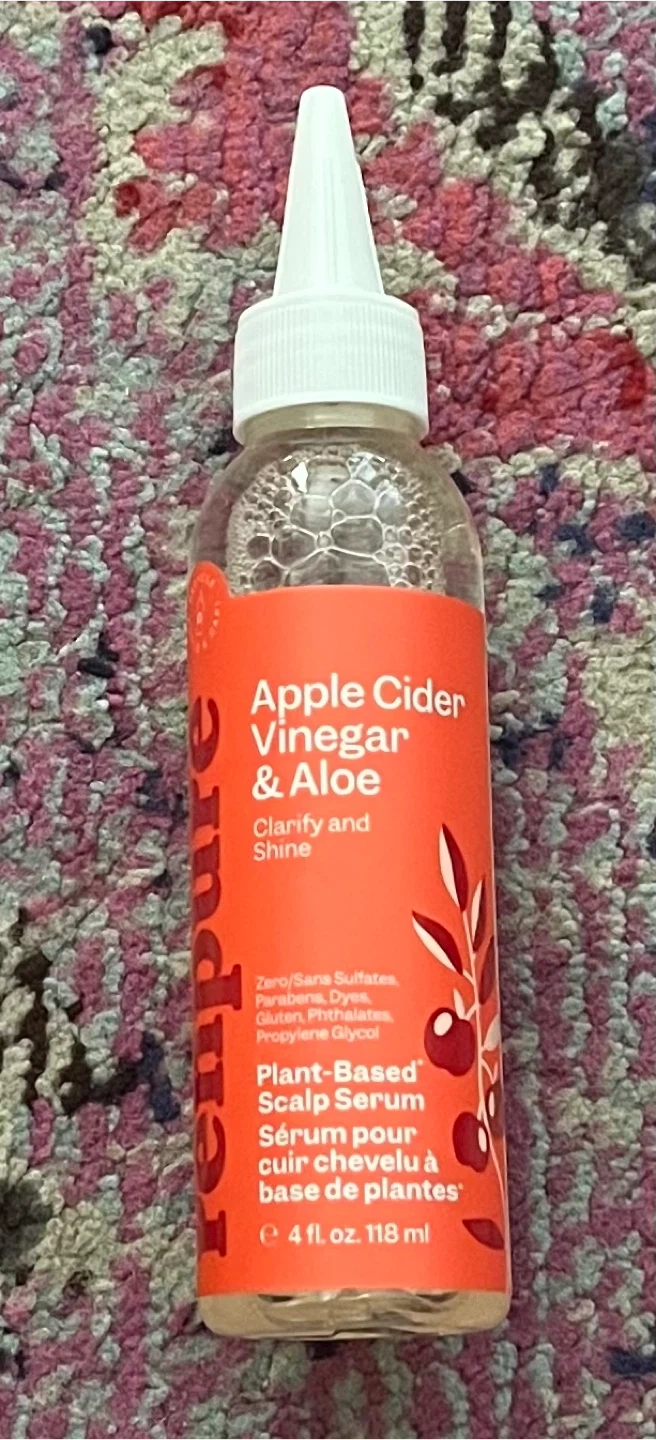 renpure
Apple Cider
Vinegar
& Aloe
Clarify and
Shine
Zero/Sans Sulfates,
Parabens, Dyes,
Gluten, Phthalates,
Propylene Glycol
Plant-Based*
Scalp Serum
Sérum pour
cuir chevelu à
base de plantes*
℮ 4 fl. oz. 118 ml